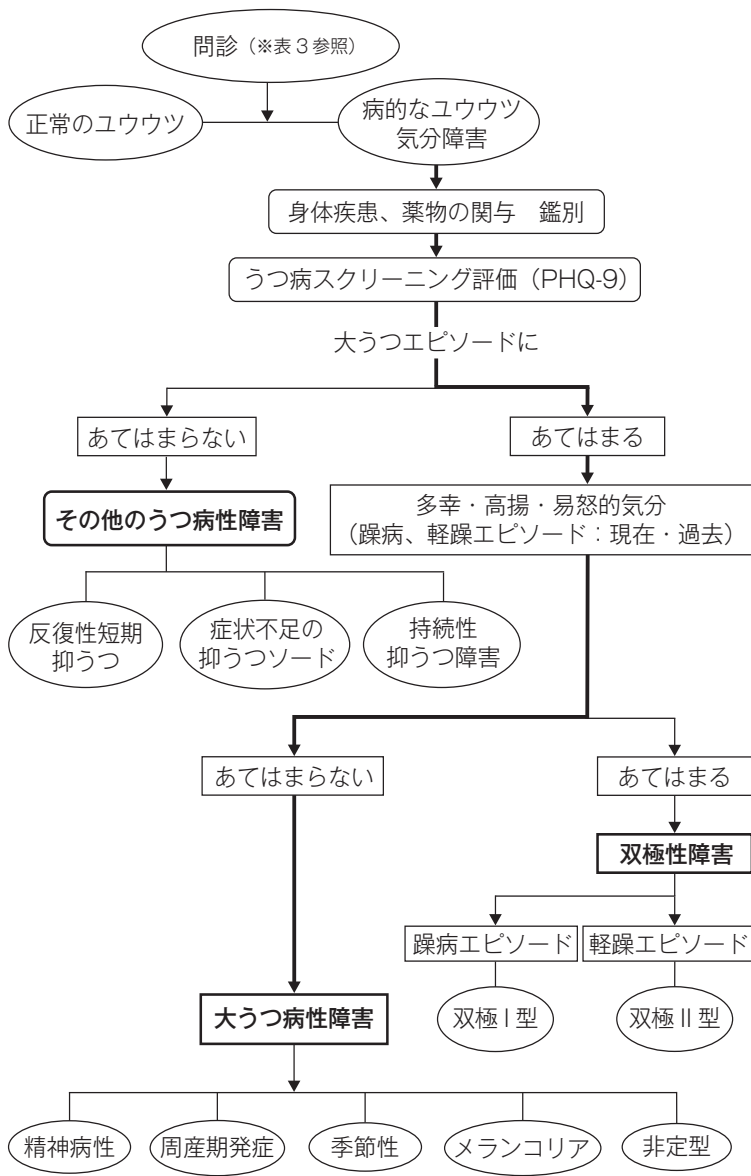 問診（※表3参照）
正常のユウウツ
病的なユウウツ
気分障害
身体疾患、薬物の関与　鑑別
うつ病スクリーニング評価（PHQ-9）
大うつエピソードに
あてはまらない
あてはまる
その他のうつ病性障害
多幸・高揚・易怒的気分
（躁病、軽躁エピソード：現在・過去）
反復性短期
抑うつ
症状不足の
抑うつソード
持続性
抑うつ障害
あてはまらない
あてはまる
双極性障害
躁病エピソード
軽躁エピソード
大うつ病性障害
双極Ⅰ型
双極Ⅱ型
精神病性
周産期発症
季節性
メランコリア
非定型